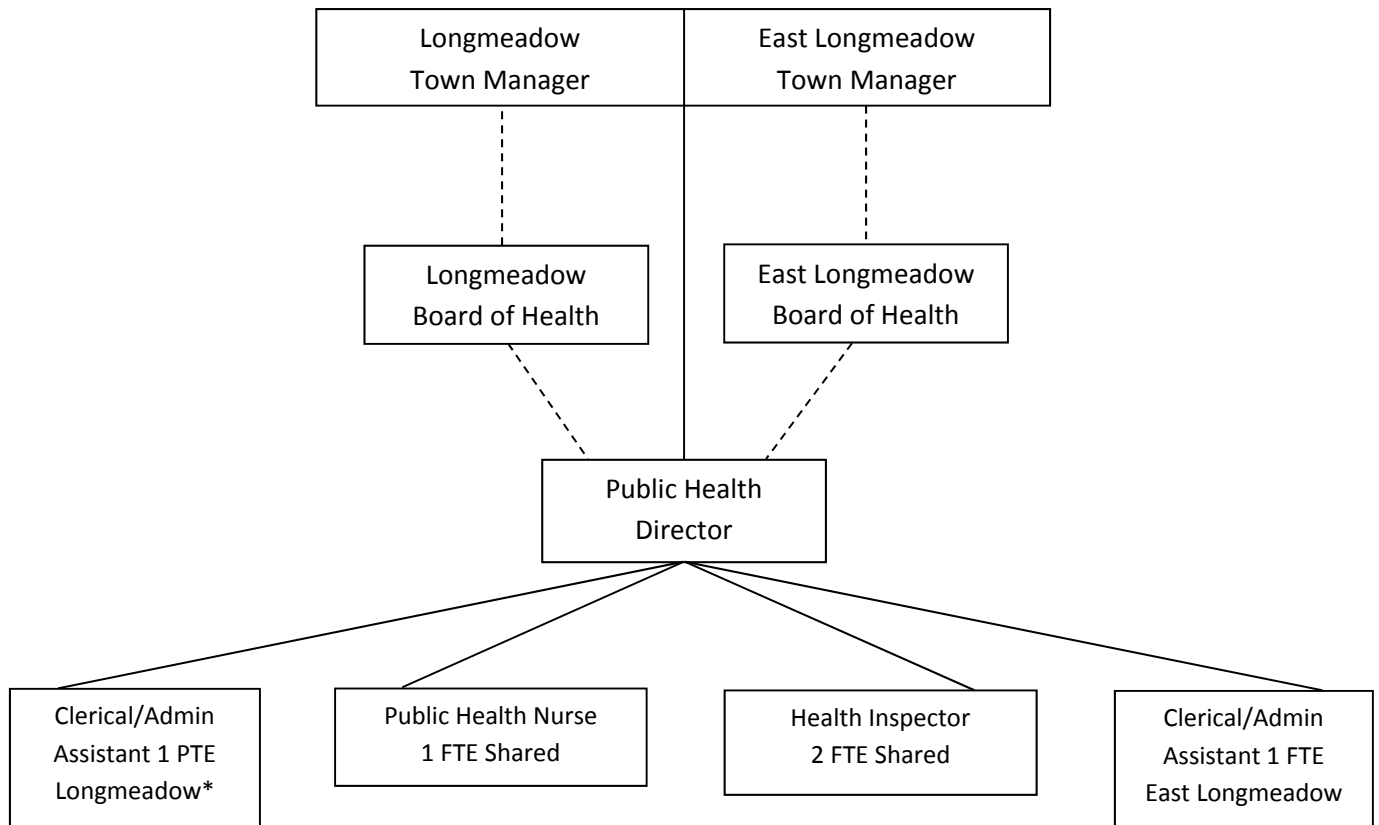 Longmeadow
Town Manager
East Longmeadow
Town Manager
Longmeadow
Board of Health
East Longmeadow
Board of Health
Public Health
Director
Clerical/Admin
Assistant 1 PTE
Longmeadow*
Public Health Nurse
1 FTE Shared
Health Inspector
2 FTE Shared
Clerical/Admin
Assistant 1 FTE
East Longmeadow